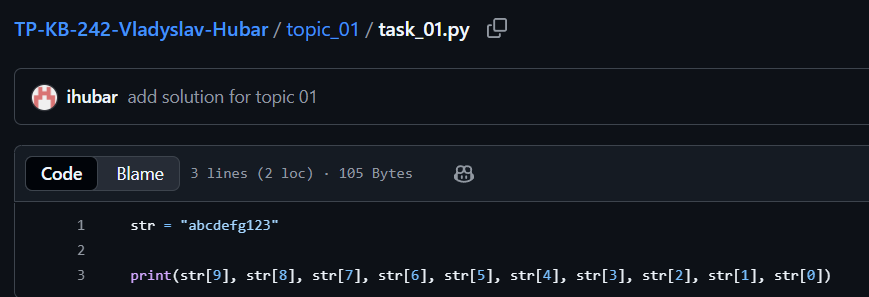 TP-KB-242-Vladyslav-Hubar / topic_01 / task_01.py
ihubar add solution for topic 01
Code Blame 3 lines (2 loc) · 105 Bytes
1 str = "abcdefg123"
2
3 print(str[9], str[8], str[7], str[6], str[5], str[4], str[3], str[2], str[1], str[0])